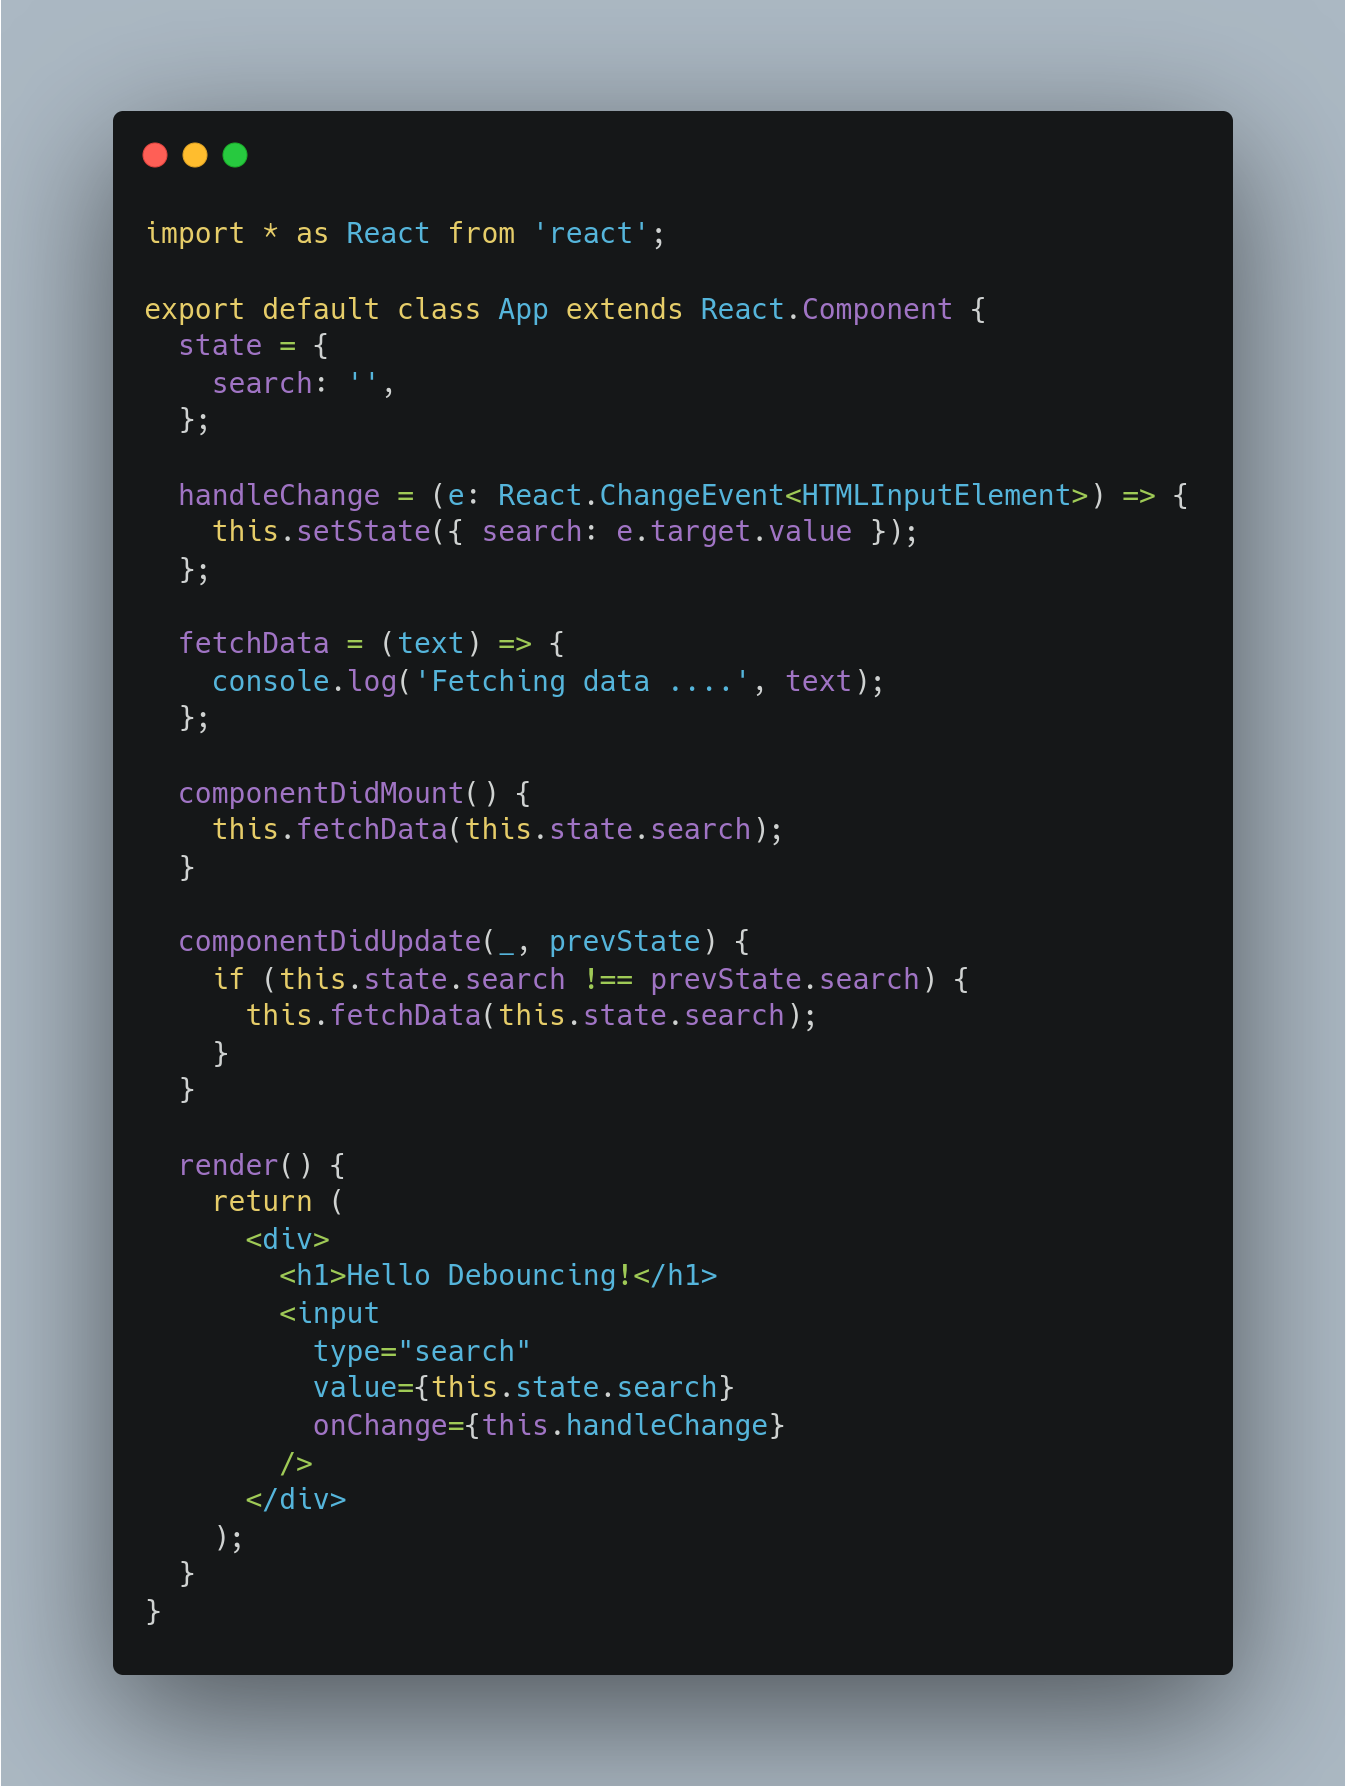 import * as React from 'react';

export default class App extends React.Component {
  state = {
    search: '',
  };

  handleChange = (e: React.ChangeEvent<HTMLInputElement>) => {
    this.setState({ search: e.target.value });
  };

  fetchData = (text) => {
    console.log('Fetching data ....', text);
  };

  componentDidMount() {
    this.fetchData(this.state.search);
  }

  componentDidUpdate(_, prevState) {
    if (this.state.search !== prevState.search) {
      this.fetchData(this.state.search);
    }
  }

  render() {
    return (
      <div>
        <h1>Hello Debouncing!</h1>
        <input
          type="search"
          value={this.state.search}
          onChange={this.handleChange}
        />
      </div>
    );
  }
}